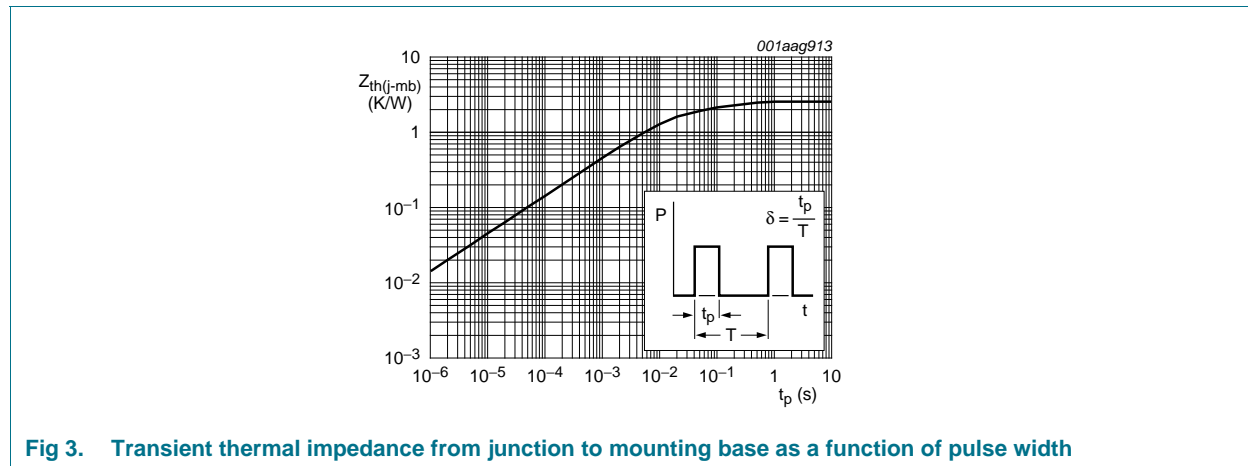 001aag913
10
Zth(j-mb)
(K/W)
1
10−1
10−2
10−3
P
δ = tp
T
tp
t
T
10−6 10−5 10−4 10−3 10−2 10−1 1 10
tp (s)
Fig 3. Transient thermal impedance from junction to mounting base as a function of pulse width